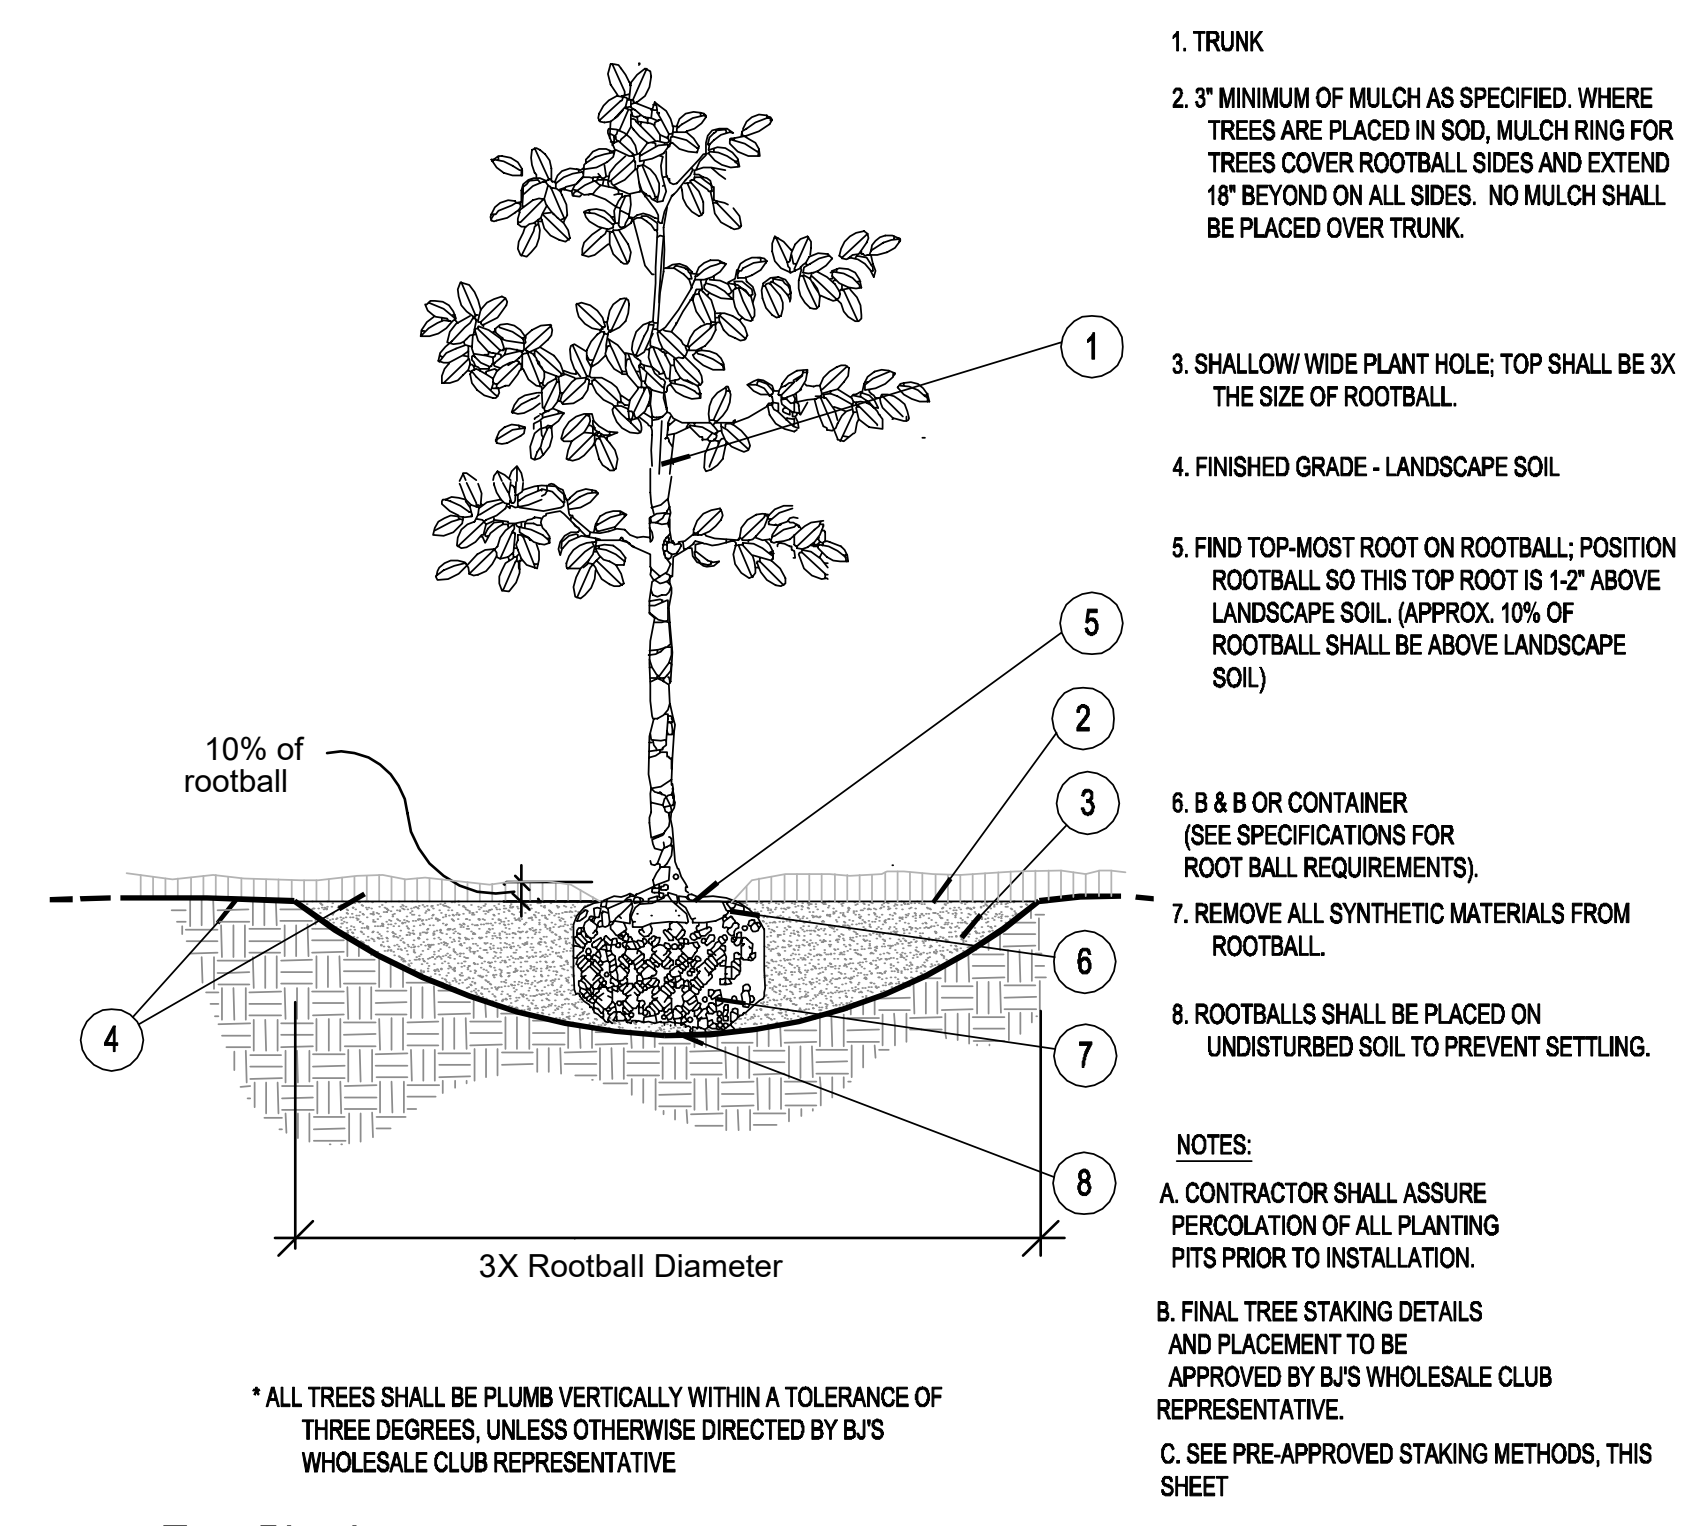 1. TRUNK
2. 3" MINIMUM OF MULCH AS SPECIFIED. WHERE
TREES ARE PLACED IN SOD, MULCH RING FOR
TREES COVER ROOTBALL SIDES AND EXTEND
18" BEYOND ON ALL SIDES. NO MULCH SHALL
BE PLACED OVER TRUNK.
3. SHALLOW/ WIDE PLANT HOLE; TOP SHALL BE 3X
THE SIZE OF ROOTBALL.
4. FINISHED GRADE - LANDSCAPE SOIL
5. FIND TOP-MOST ROOT ON ROOTBALL; POSITION
ROOTBALL SO THIS TOP ROOT IS 1-2" ABOVE
LANDSCAPE SOIL. (APPROX. 10% OF
ROOTBALL SHALL BE ABOVE LANDSCAPE
SOIL)
6. B & B OR CONTAINER
(SEE SPECIFICATIONS FOR
ROOT BALL REQUIREMENTS).
7. REMOVE ALL SYNTHETIC MATERIALS FROM
ROOTBALL.
8. ROOTBALLS SHALL BE PLACED ON
UNDISTURBED SOIL TO PREVENT SETTLING.
NOTES:
A. CONTRACTOR SHALL ASSURE
PERCOLATION OF ALL PLANTING
PITS PRIOR TO INSTALLATION.
B. FINAL TREE STAKING DETAILS
AND PLACEMENT TO BE
APPROVED BY BJ'S WHOLESALE CLUB
REPRESENTATIVE.
C. SEE PRE-APPROVED STAKING METHODS, THIS
SHEET
1
5
2
3
6
7
8
4
10% of
rootball
3X Rootball Diameter
* ALL TREES SHALL BE PLUMB VERTICALLY WITHIN A TOLERANCE OF
THREE DEGREES, UNLESS OTHERWISE DIRECTED BY BJ'S
WHOLESALE CLUB REPRESENTATIVE